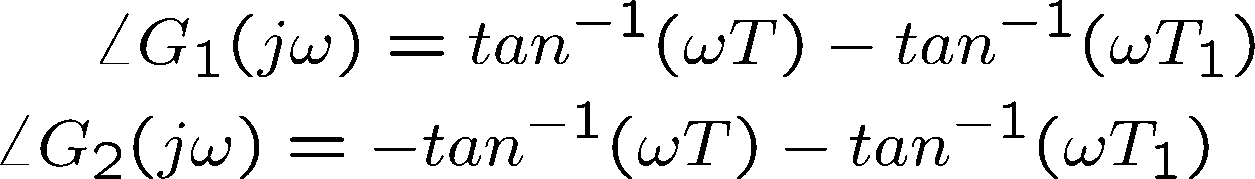 ∠G₁(jω) = tan⁻¹(ωT) − tan⁻¹(ωT₁)
∠G₂(jω) = −tan⁻¹(ωT) − tan⁻¹(ωT₁)